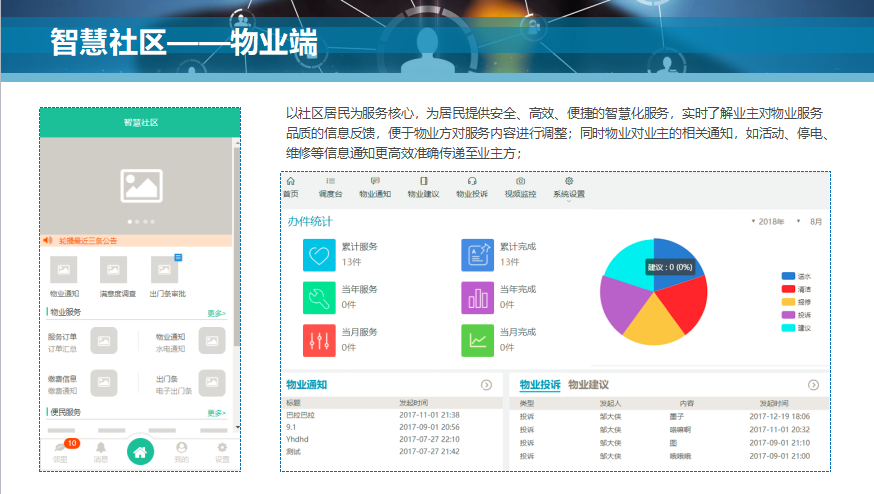 智慧社区——物业端
以社区居民为服务核心，为居民提供安全、高效、便捷的智慧化服务，实时了解业主对物业服务
品质的信息反馈，便于物业方对服务内容进行调整；同时物业对业主的相关通知，如活动、停电、
维修等信息通知更高效准确传递至业主方；
智慧社区
轮播最近三条公告
物业通知 满意度调查 出门条审批
物业服务 更多>
服务订单 物业通知
订单汇总 水电通知
缴费信息 出门条
缴费通知 电子出门条
便民服务 更多>
10
邻里 消息 我的 设置
首页 调度台 物业通知 物业建议 物业投诉 视频监控 系统设置
办件统计 2018年 8月
累计服务 累计完成
13件 13件
当年服务 当年完成
0件 0件
当月服务 当月完成
0件 0件
建议 : 0 (0%)
送水
清洁
报修
投诉
建议
物业通知
标题 发起时间
巴拉巴拉 2017-11-01 21:38
9.1 2017-09-01 20:56
Yhdhd 2017-07-27 22:10
测试 2017-07-27 21:42
物业投诉 物业建议
类型 发起人 内容 发起时间
投诉 邹大侠 墨子 2017-12-19 18:06
投诉 邹大侠 2017-11-01 20:32
投诉 邹大侠 图 2017-09-01 21:10
投诉 邹大侠 哦哦哦 2017-09-01 21:00